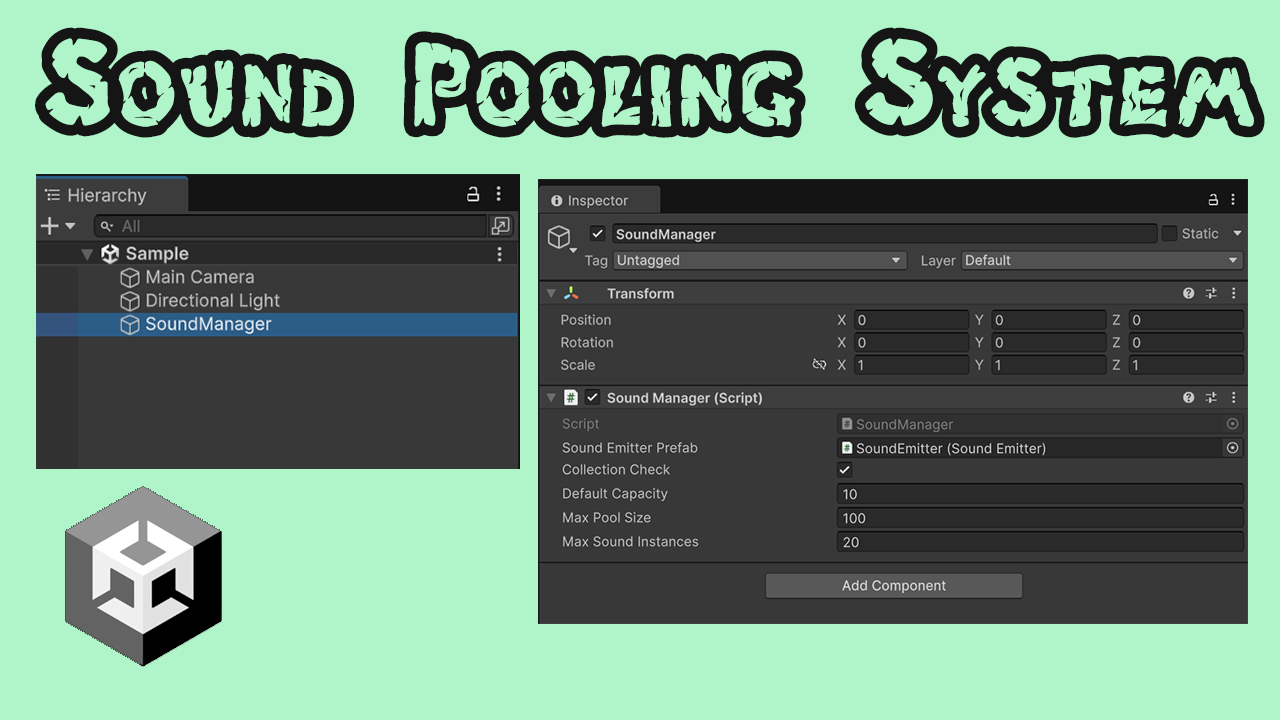 Sound Pooling System
Hierarchy
All
Sample
Main Camera
Directional Light
SoundManager
Inspector
SoundManager Static
Tag Untagged Layer Default
Transform
Position X 0 Y 0 Z 0
Rotation X 0 Y 0 Z 0
Scale X 1 Y 1 Z 1
# Sound Manager (Script)
Script # SoundManager
Sound Emitter Prefab # SoundEmitter (Sound Emitter)
Collection Check
Default Capacity 10
Max Pool Size 100
Max Sound Instances 20
Add Component